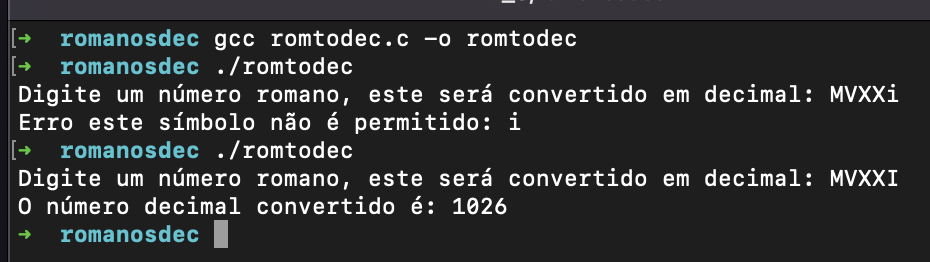 [➜ romanosdec gcc romtodec.c -o romtodec
[➜ romanosdec ./romtodec
Digite um número romano, este será convertido em decimal: MVXXi
Erro este símbolo não é permitido: i
[➜ romanosdec ./romtodec
Digite um número romano, este será convertido em decimal: MVXXI
O número decimal convertido é: 1026
➜ romanosdec